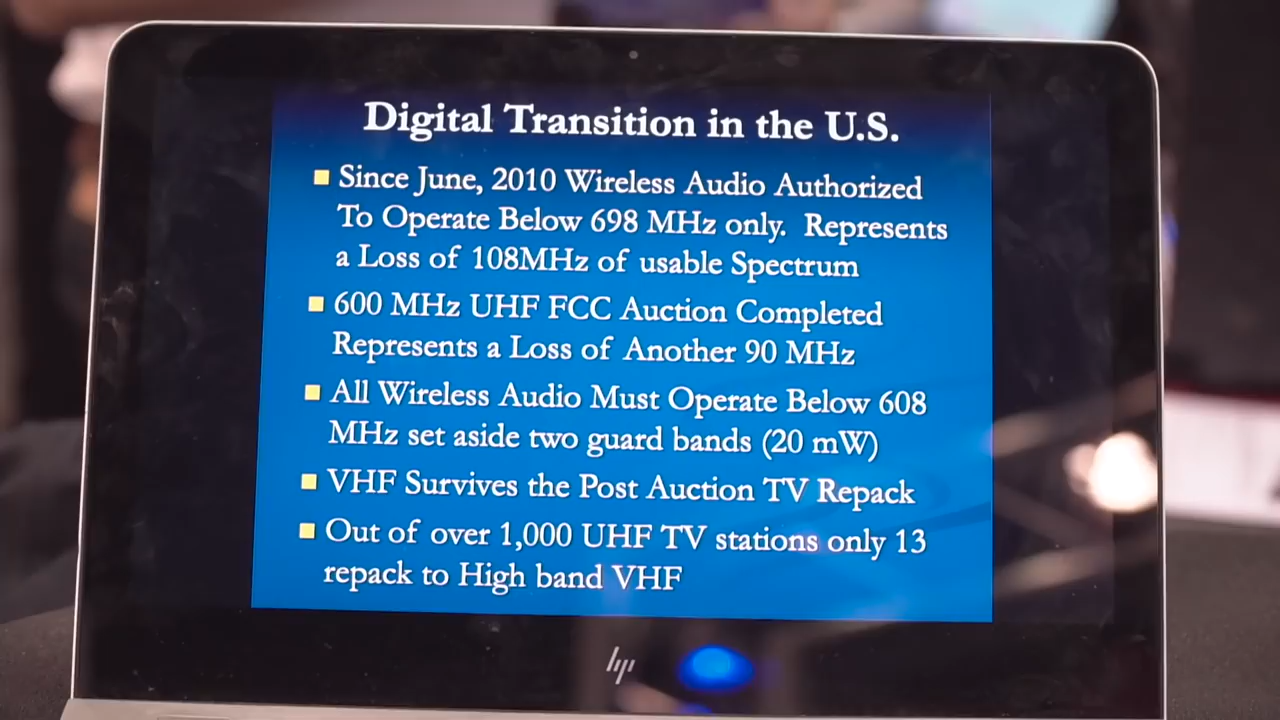 Digital Transition in the U.S.
Since June, 2010 Wireless Audio Authorized
To Operate Below 698 MHz only. Represents
a Loss of 108MHz of usable Spectrum
600 MHz UHF FCC Auction Completed
Represents a Loss of Another 90 MHz
All Wireless Audio Must Operate Below 608
MHz set aside two guard bands (20 mW)
VHF Survives the Post Auction TV Repack
Out of over 1,000 UHF TV stations only 13
repack to High band VHF
hp